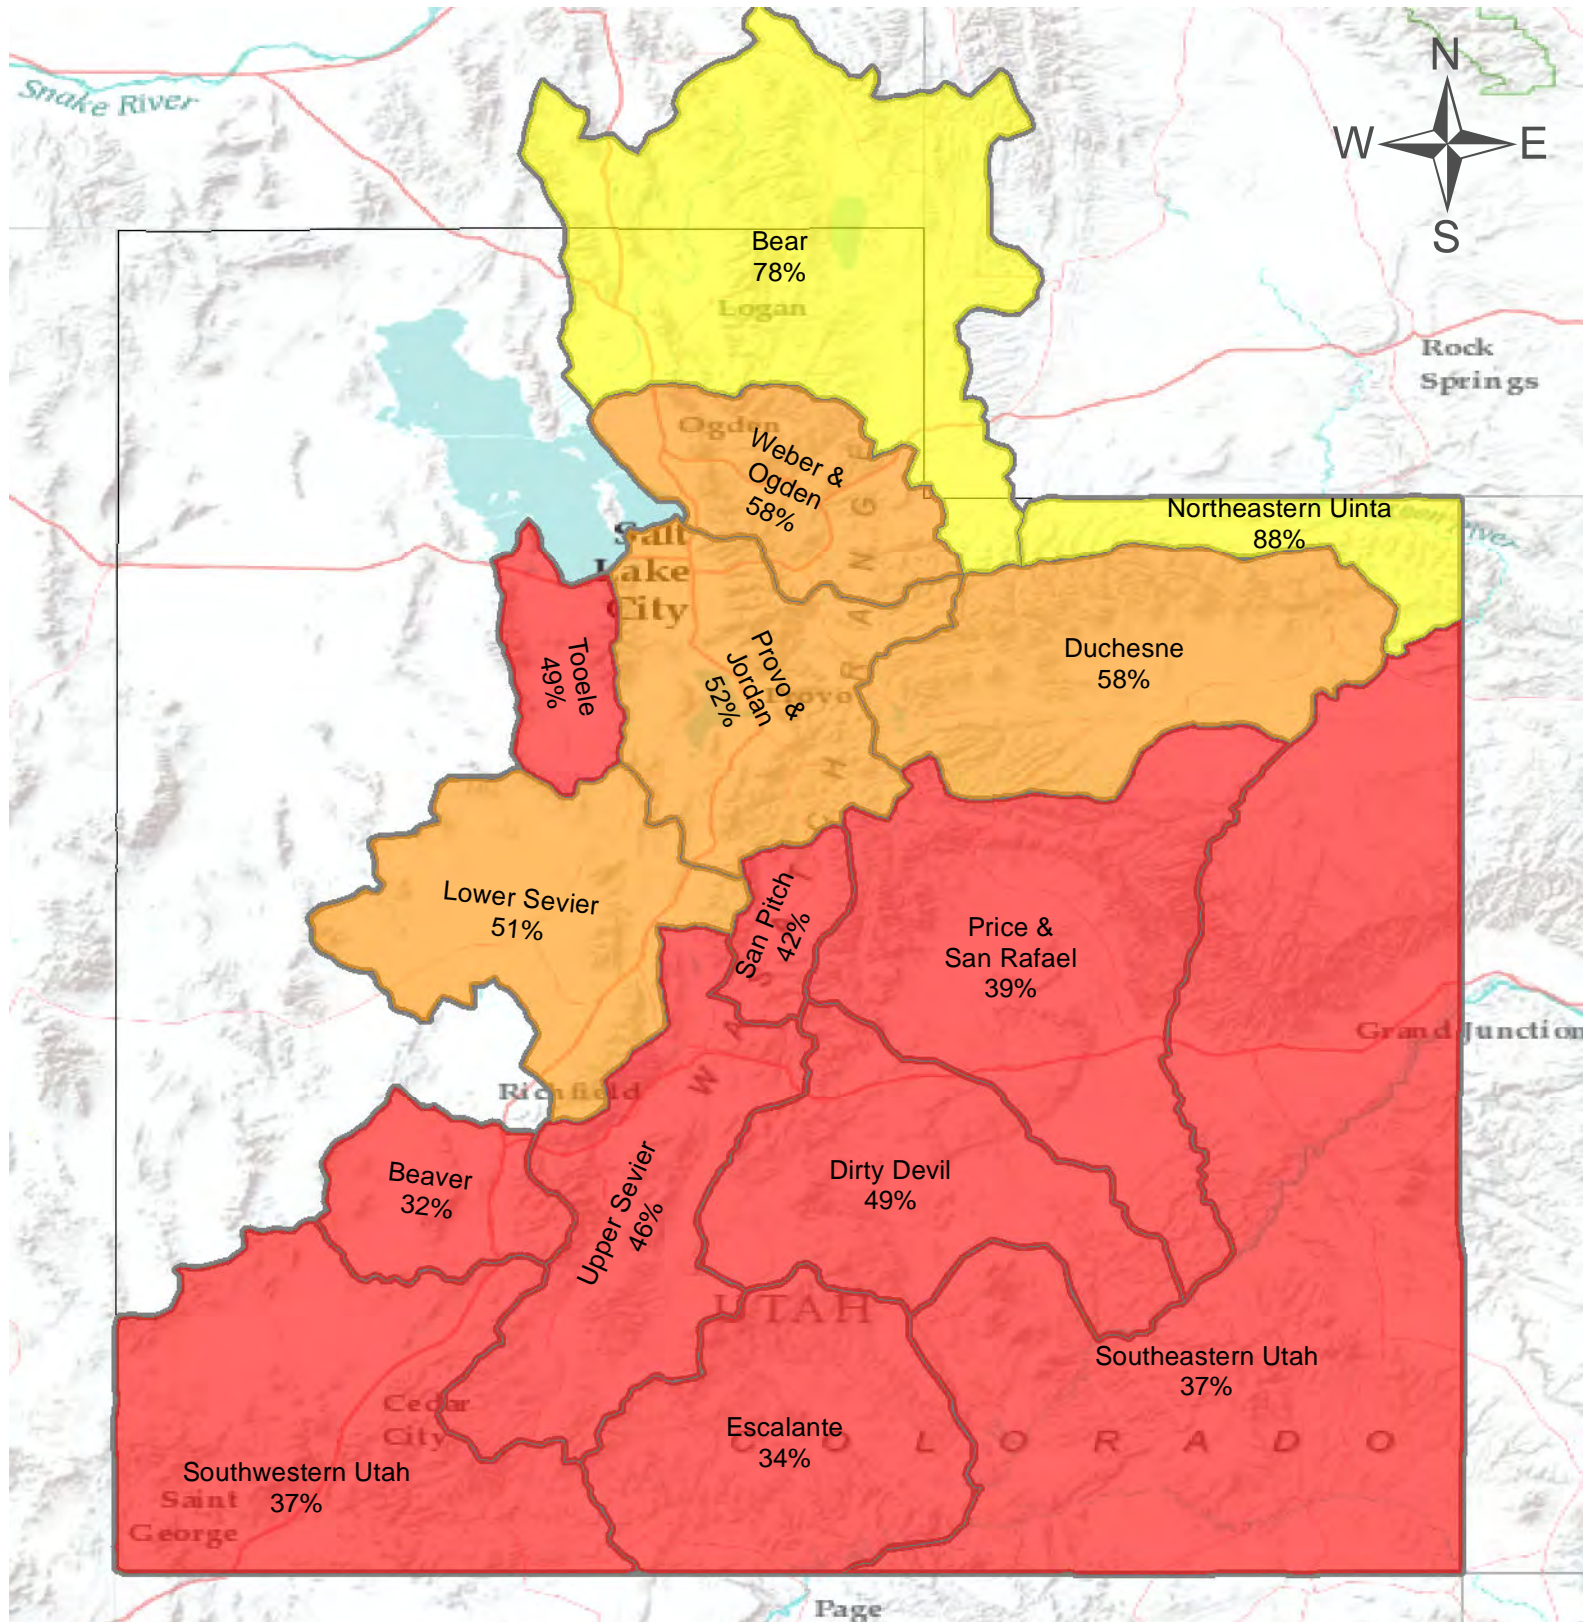 N
W
E
S
Snake River
Bear
78%
Logan
Rock
Springs
Ogden
Weber &
Ogden
58%
Northeastern Uinta
88%
Salt
Lake
City
Tooele
49%
Provo &
Jordan
52%
Provo
Duchesne
58%
Lower Sevier
51%
San Pitch
42%
Price &
San Rafael
39%
Grand Junction
Richfield
WASATCH RANGE
Beaver
32%
Upper Sevier
46%
Dirty Devil
49%
UTAH
Southeastern Utah
37%
Cedar
City
Escalante
34%
COLORADO
Southwestern Utah
37%
Saint
George
Page